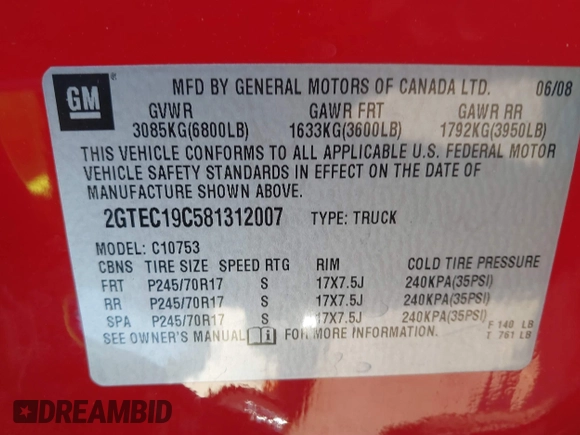 GM
MFD BY GENERAL MOTORS OF CANADA LTD. 06/08
GVWR GAWR FRT GAWR RR
3085KG(6800LB) 1633KG(3600LB) 1792KG(3950LB)
THIS VEHICLE CONFORMS TO ALL APPLICABLE U.S. FEDERAL MOTOR
VEHICLE SAFETY STANDARDS IN EFFECT ON THE DATE OF
MANUFACTURE SHOWN ABOVE.
2GTEC19C581312007 TYPE: TRUCK
MODEL: C10753
CBNS TIRE SIZE SPEED RTG RIM COLD TIRE PRESSURE
FRT P245/70R17 S 17X7.5J 240KPA(35PSI)
RR P245/70R17 S 17X7.5J 240KPA(35PSI)
SPA P245/70R17 S 17X7.5J 240KPA(35PSI)
SEE OWNER'S MANUAL FOR MORE INFORMATION.
F 140 LB
T 761 LB
DREAMBID